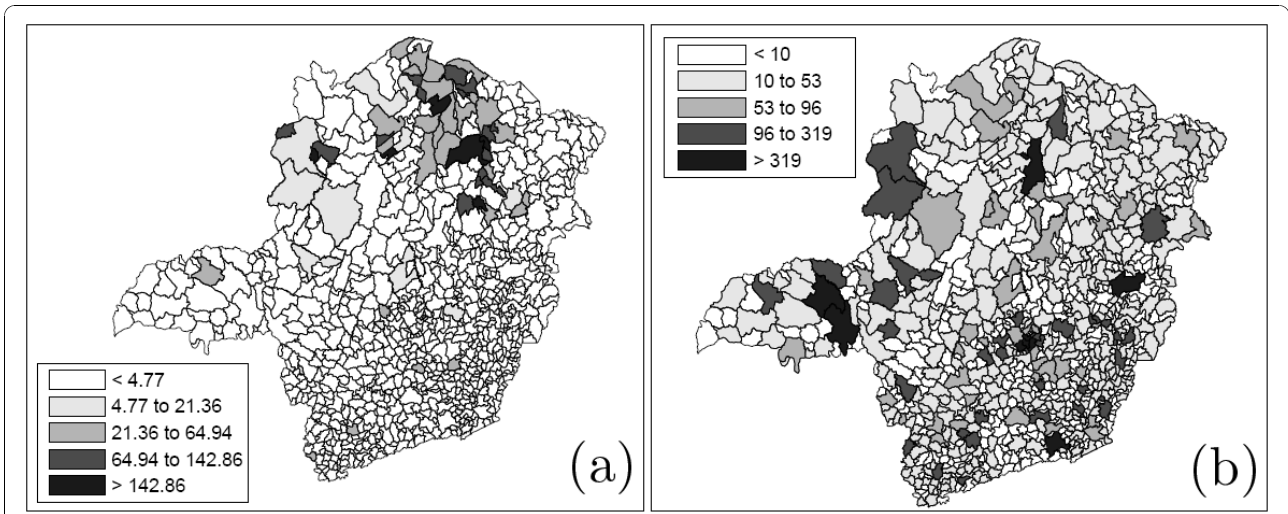 < 4.77
4.77 to 21.36
21.36 to 64.94
64.94 to 142.86
> 142.86
(a)
< 10
10 to 53
53 to 96
96 to 319
> 319
(b)